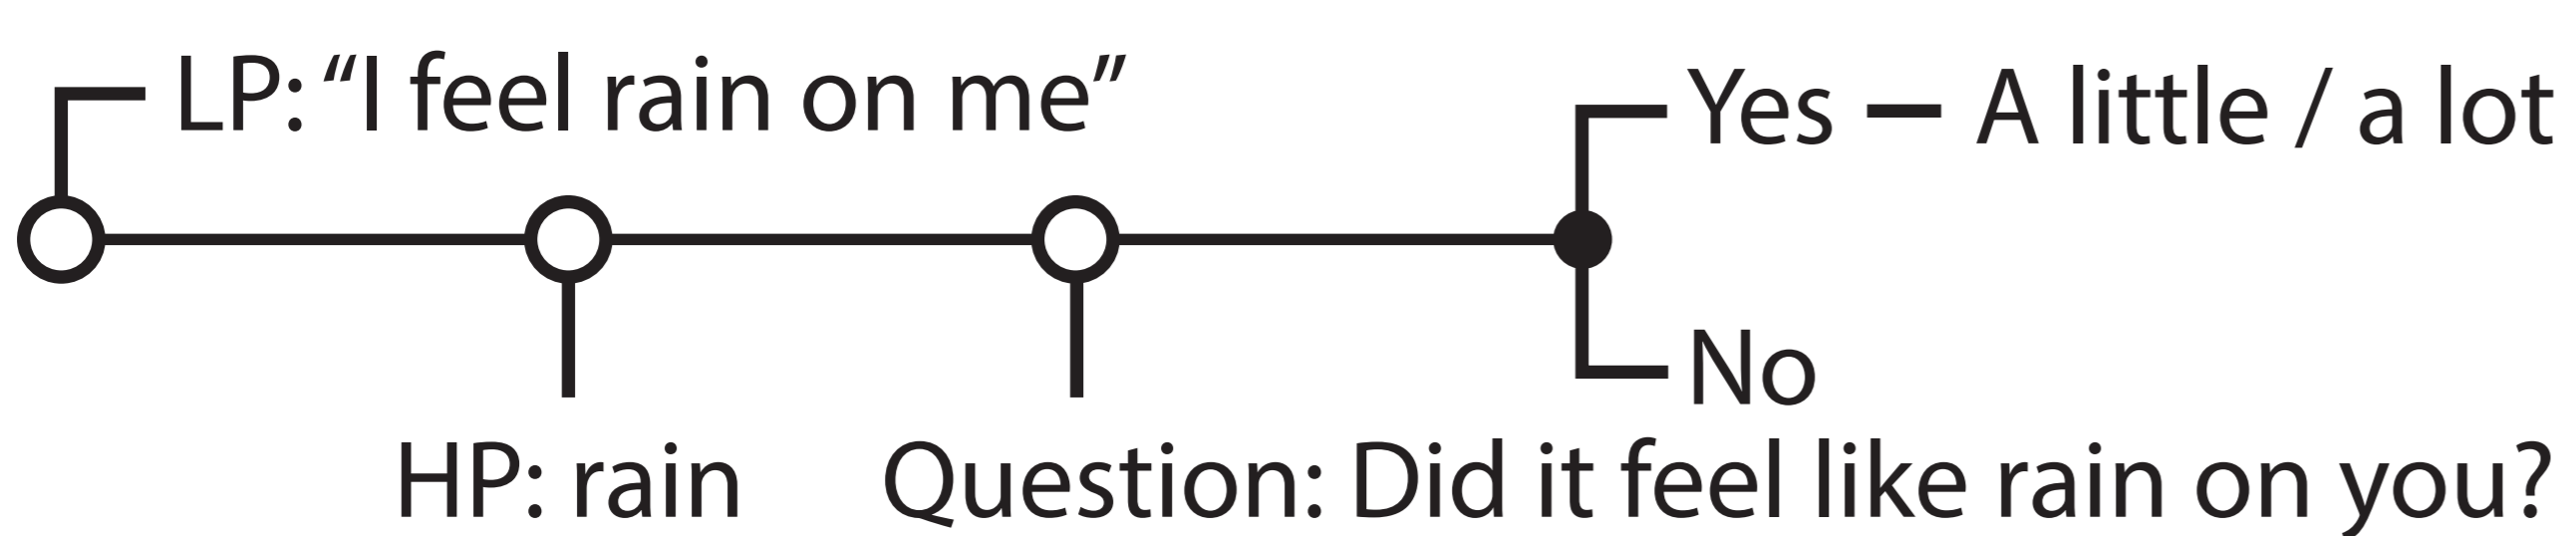 LP: “I feel rain on me”
Yes — A little / a lot
No
HP: rain
Question: Did it feel like rain on you?